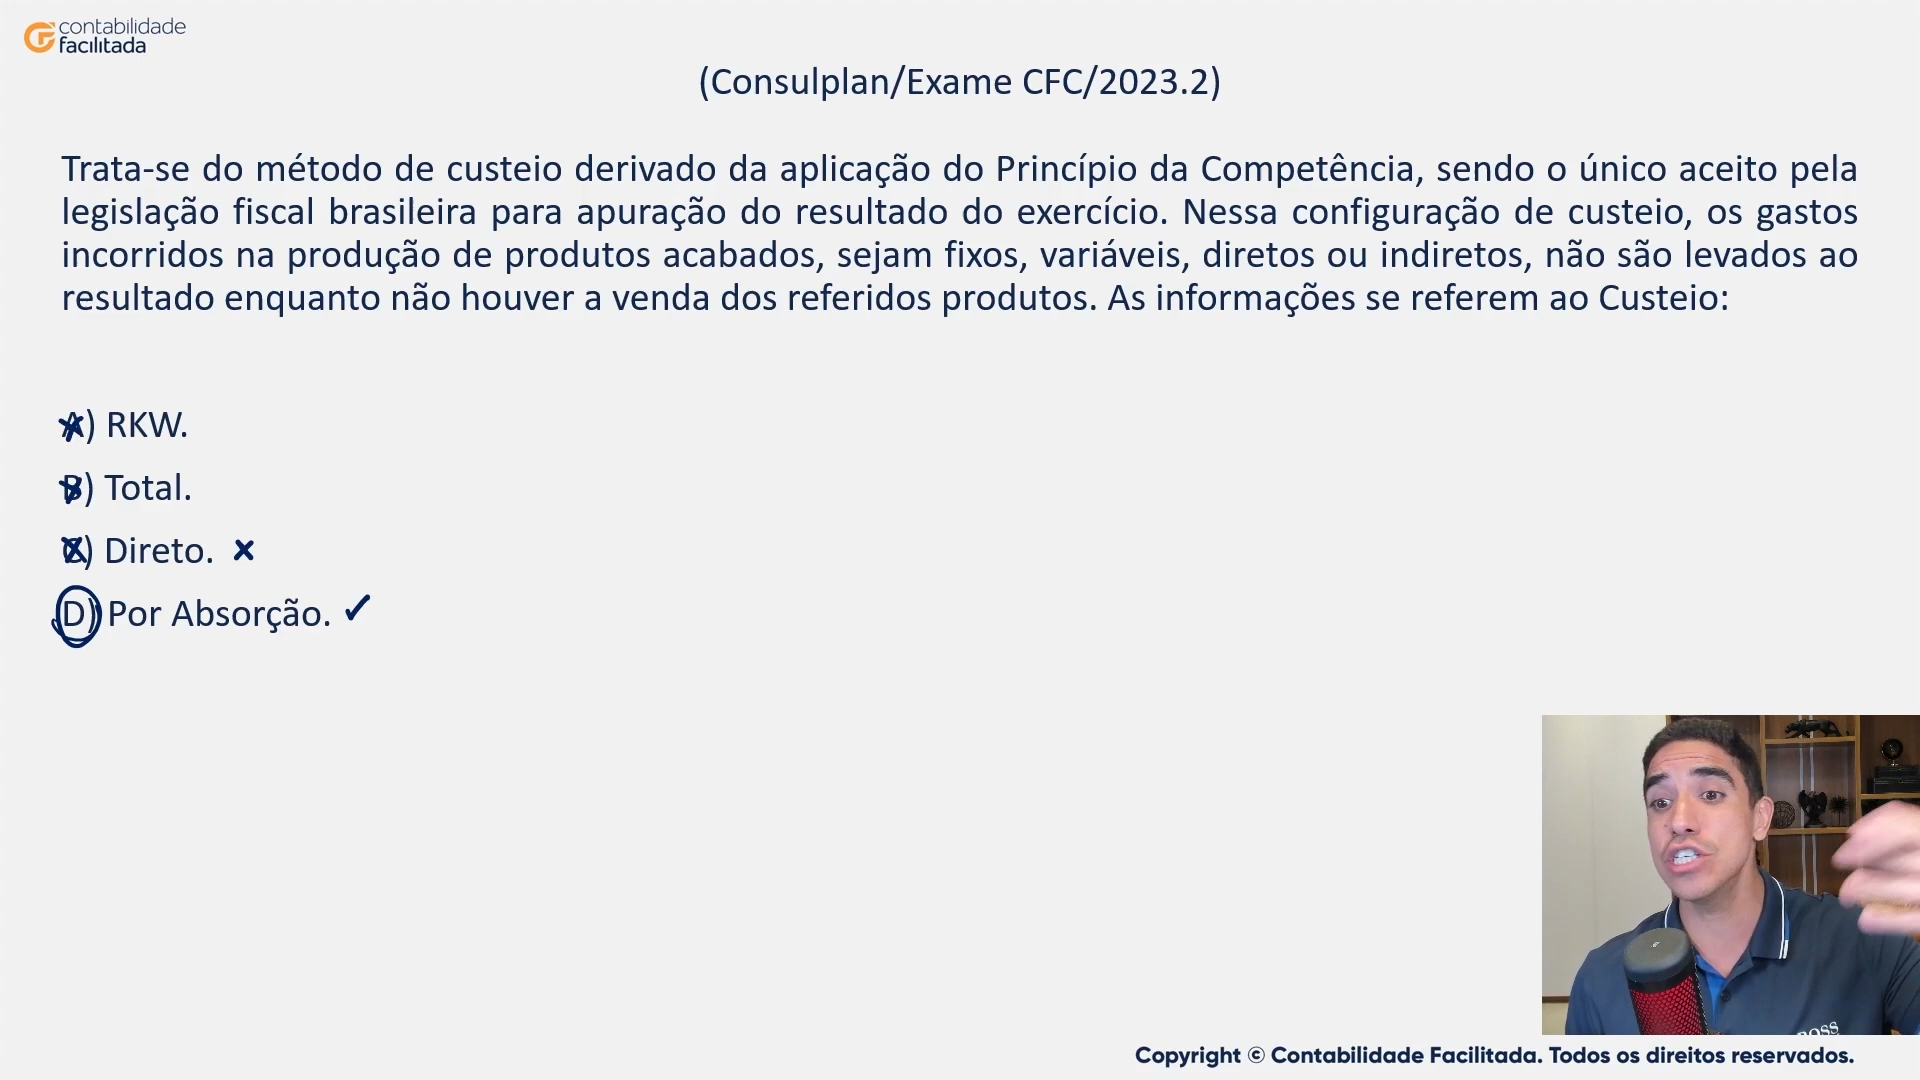 contabilidade
facilitada
(Consulplan/Exame CFC/2023.2)
Trata-se do método de custeio derivado da aplicação do Princípio da Competência, sendo o único aceito pela
legislação fiscal brasileira para apuração do resultado do exercício. Nessa configuração de custeio, os gastos
incorridos na produção de produtos acabados, sejam fixos, variáveis, diretos ou indiretos, não são levados ao
resultado enquanto não houver a venda dos referidos produtos. As informações se referem ao Custeio:
A) RKW.
B) Total.
C) Direto.
D) Por Absorção. ✓
Copyright © Contabilidade Facilitada. Todos os direitos reservados.